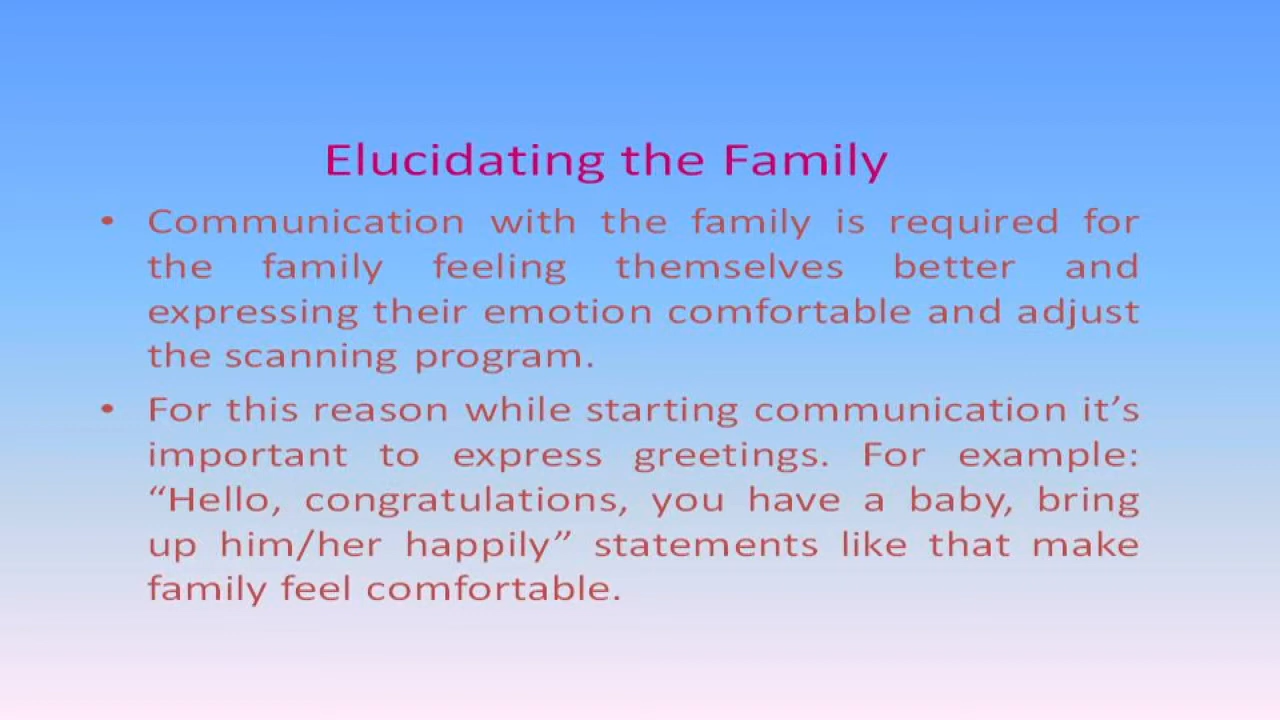 Elucidating the Family
• Communication with the family is required for
the family feeling themselves better and
expressing their emotion comfortable and adjust
the scanning program.
• For this reason while starting communication it’s
important to express greetings. For example:
“Hello, congratulations, you have a baby, bring
up him/her happily” statements like that make
family feel comfortable.